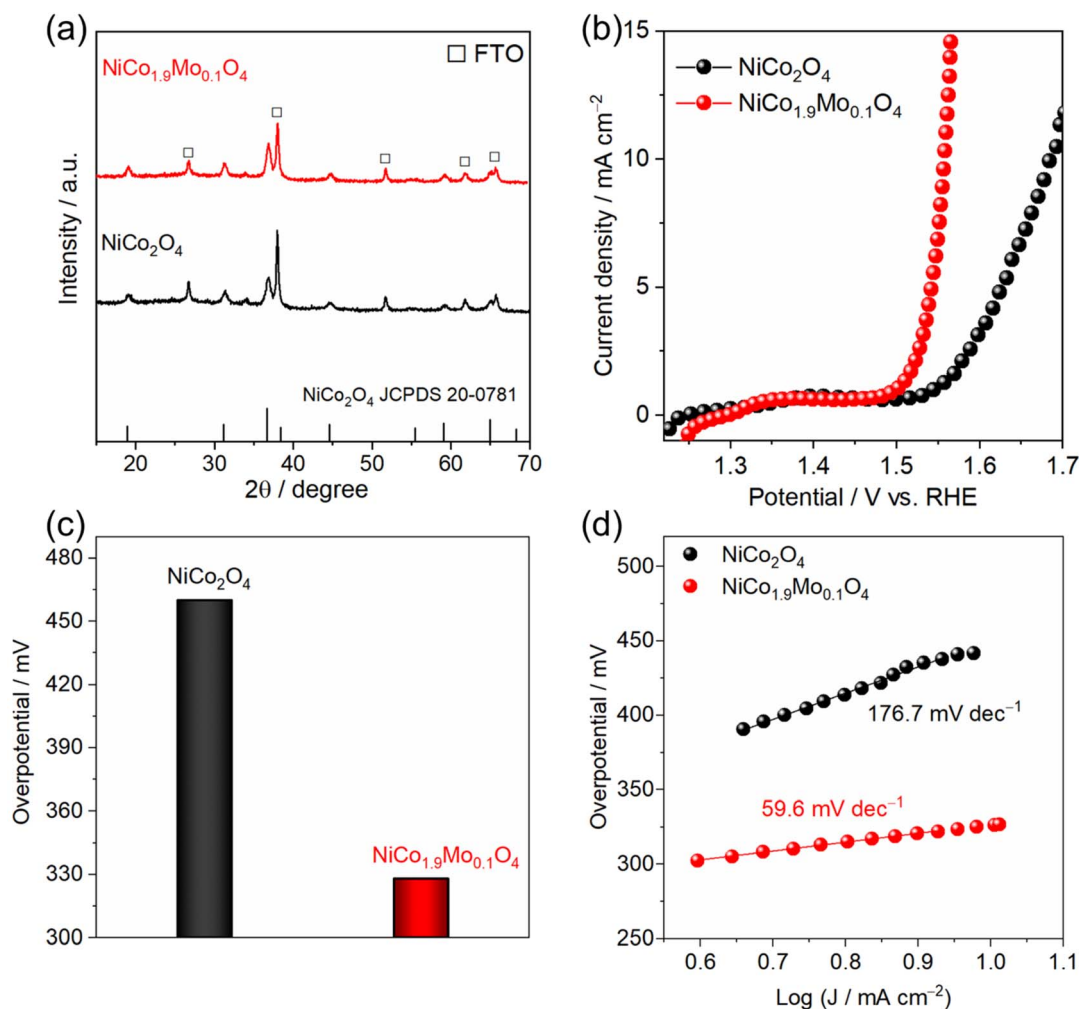 (a)
□ FTO
NiCo₁.₉Mo₀.₁O₄
NiCo₂O₄
NiCo₂O₄ JCPDS 20-0781
Intensory / a.u.
20 30 40 50 60 70
2θ / degree
(b)
NiCo₂O₄
NiCo₁.₉Mo₀.₁O₄
Current density / mA cm⁻²
15
10
5
0
1.3 1.4 1.5 1.6 1.7
Potential / V vs. RHE
(c)
Overpotential / mV
480
450
420
390
360
330
300
NiCo₂O₄
NiCo₁.₉Mo₀.₁O₄
(d)
NiCo₂O₄
NiCo₁.₉Mo₀.₁O₄
Overpotential / mV
500
450
400
350
300
250
176.7 mV dec⁻¹
59.6 mV dec⁻¹
0.6 0.7 0.8 0.9 1.0 1.1
Log (J / mA cm⁻²)